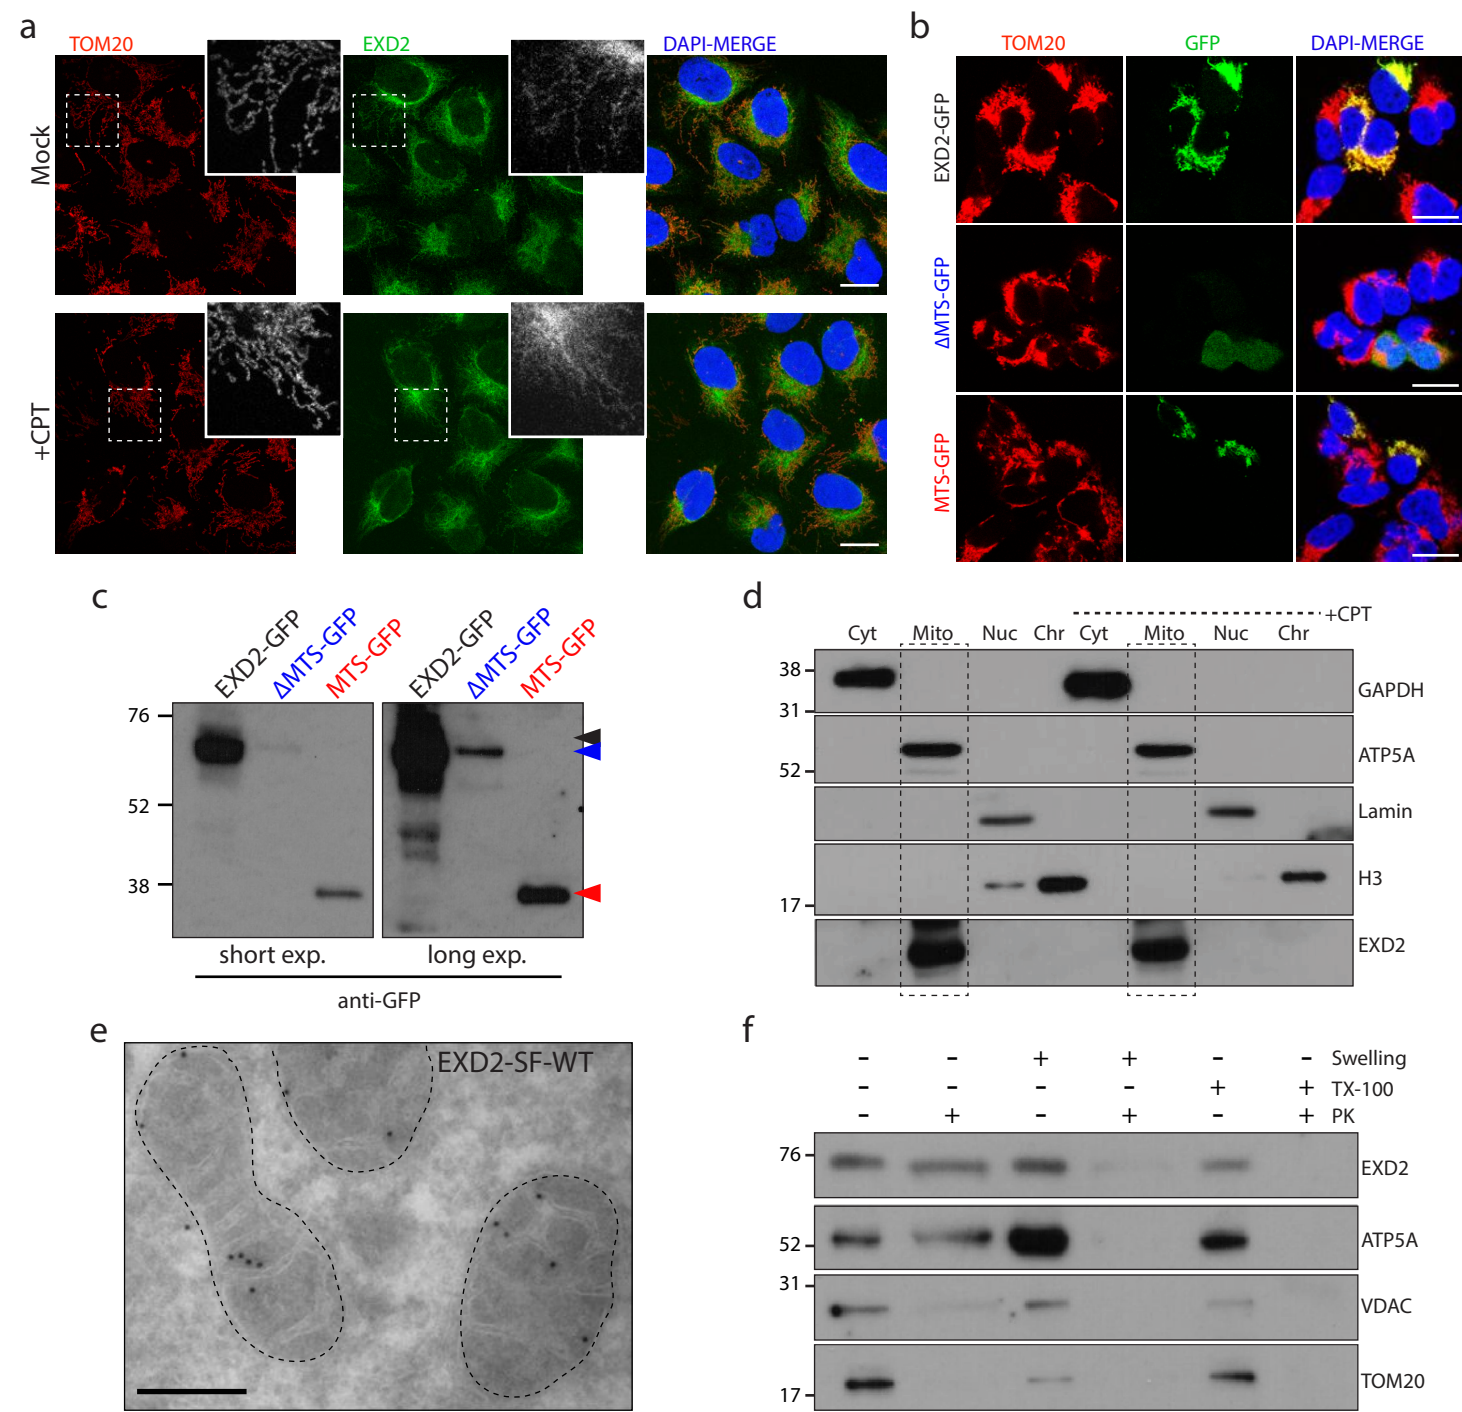 a
TOM20 EXD2 DAPI-MERGE
Mock
+CPT
b
TOM20 GFP DAPI-MERGE
EXD2-GFP
ΔMTS-GFP
MTS-GFP
c
EXD2-GFP ΔMTS-GFP MTS-GFP EXD2-GFP ΔMTS-GFP MTS-GFP
76
52
38
short exp. long exp.
anti-GFP
d
+CPT
Cyt Mito Nuc Chr Cyt Mito Nuc Chr
38
31
GAPDH
52
ATP5A
Lamin
17
H3
EXD2
e
EXD2-SF-WT
f
– – + + – – Swelling
– – – – + + TX-100
– + – + – + PK
76
EXD2
52
ATP5A
31
VDAC
17
TOM20